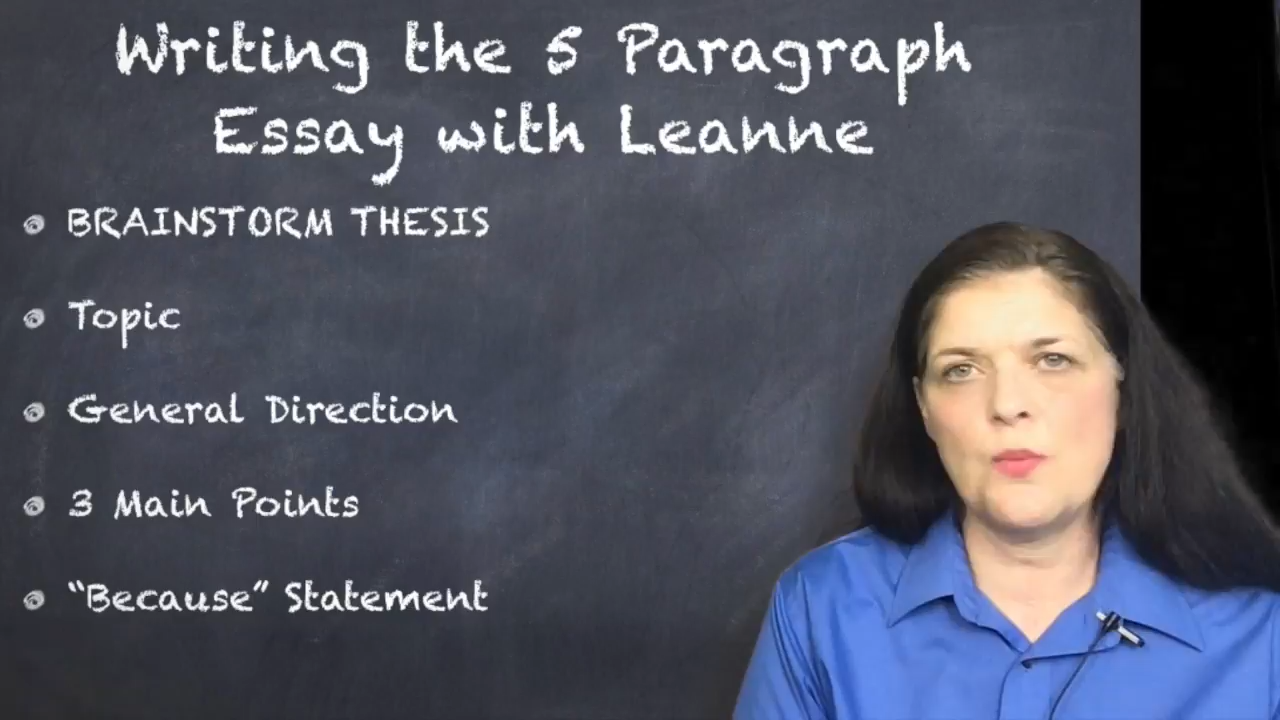 Writing the 5 Paragraph
Essay with Leanne
BRAINSTORM THESIS
Topic
General Direction
3 Main Points
“Because” Statement